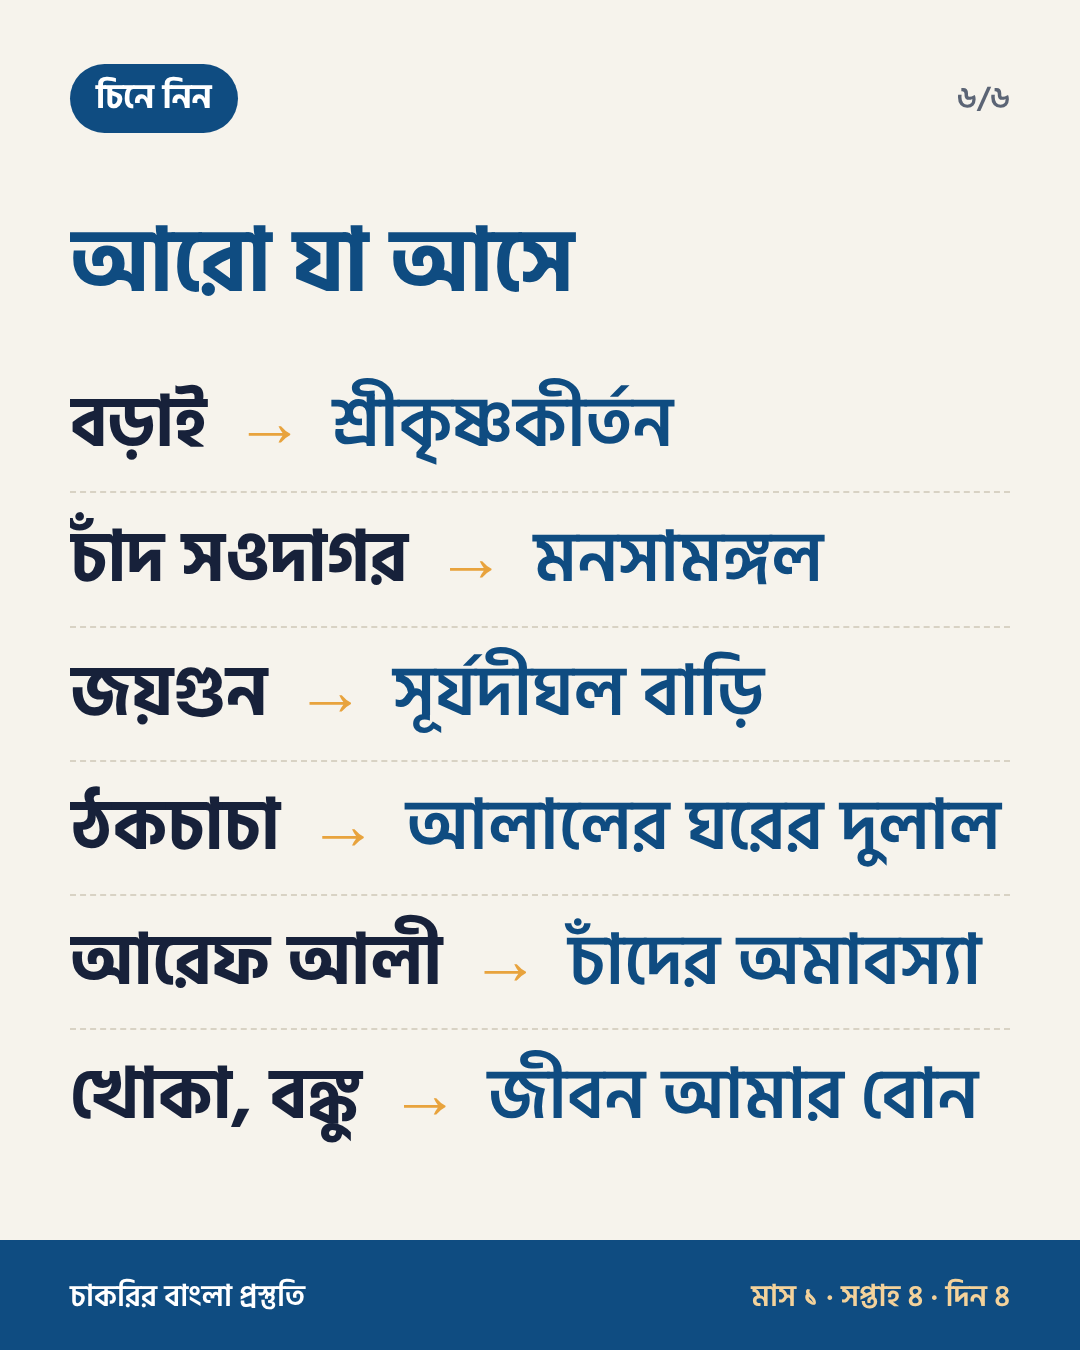 চিনে নিন
৬/৬
আরো যা আসে
বড়াই → শ্রীকৃষ্ণকীর্তন
চাঁদ সওদাগর → মনসামঙ্গল
জয়গুন → সূর্যদীঘল বাড়ি
ঠকচাচা → আলালের ঘরের দুলাল
আরেফ আলী → চাঁদের অমাবস্যা
খোকা, বঙ্কু → জীবন আমার বোন
চাকরির বাংলা প্রস্তুতি
মাস ১ · সপ্তাহ ৪ · দিন ৪